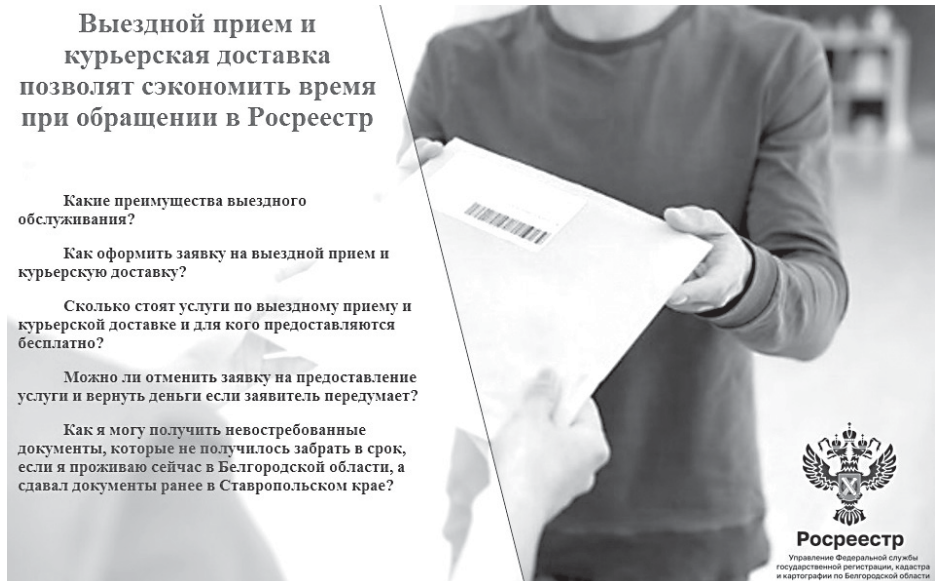 Выездной прием и
курьерская доставка
позволят сэкономить время
при обращении в Росреестр
Какие преимущества выездного
обслуживания?
Как оформить заявку на выездной прием и
курьерскую доставку?
Сколько стоят услуги по выездному приему и
курьерской доставке и для кого предоставляются
бесплатно?
Можно ли отменить заявку на предоставление
услуги и вернуть деньги если заявитель передумает?
Как я могу получить невостребованные
документы, которые не получилось забрать в срок,
если я проживаю сейчас в Белгородской области, а
сдавал документы ранее в Ставропольском крае?
Росреестр
Управление Федеральной службы
государственной регистрации, кадастра
и картографии по Белгородской области